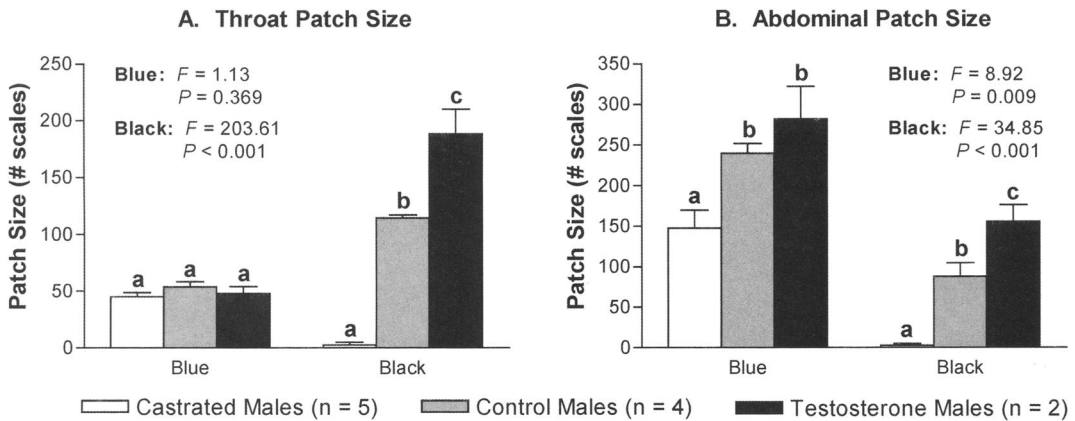 A. Throat Patch Size
Patch Size (# scales)
250
200
150
100
50
0
Blue: F = 1.13
P = 0.369
Black: F = 203.61
P < 0.001
a
a
a
a
b
c
Blue
Black
B. Abdominal Patch Size
Patch Size (# scales)
350
300
250
200
150
100
50
0
Blue: F = 8.92
P = 0.009
Black: F = 34.85
P < 0.001
a
b
b
a
b
c
Blue
Black
Castrated Males (n = 5)
Control Males (n = 4)
Testosterone Males (n = 2)